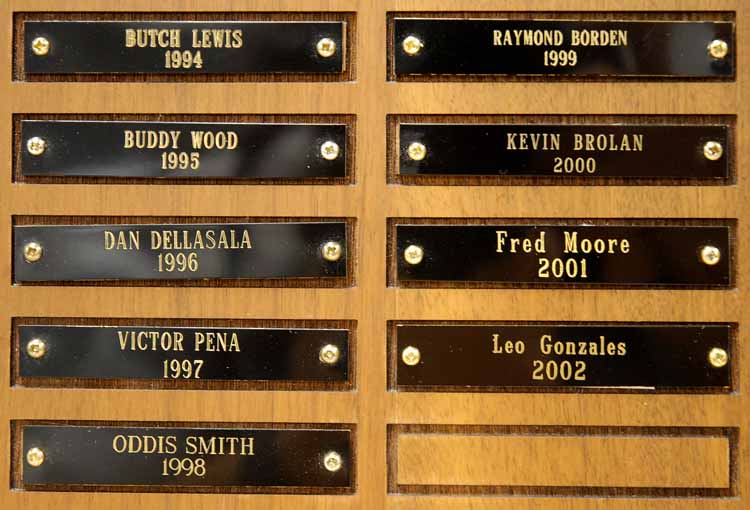 BUTCH LEWIS
1994
BUDDY WOOD
1995
DAN DELLASALA
1996
VICTOR PENA
1997
ODDIS SMITH
1998
RAYMOND BORDEN
1999
KEVIN BROLAN
2000
Fred Moore
2001
Leo Gonzales
2002